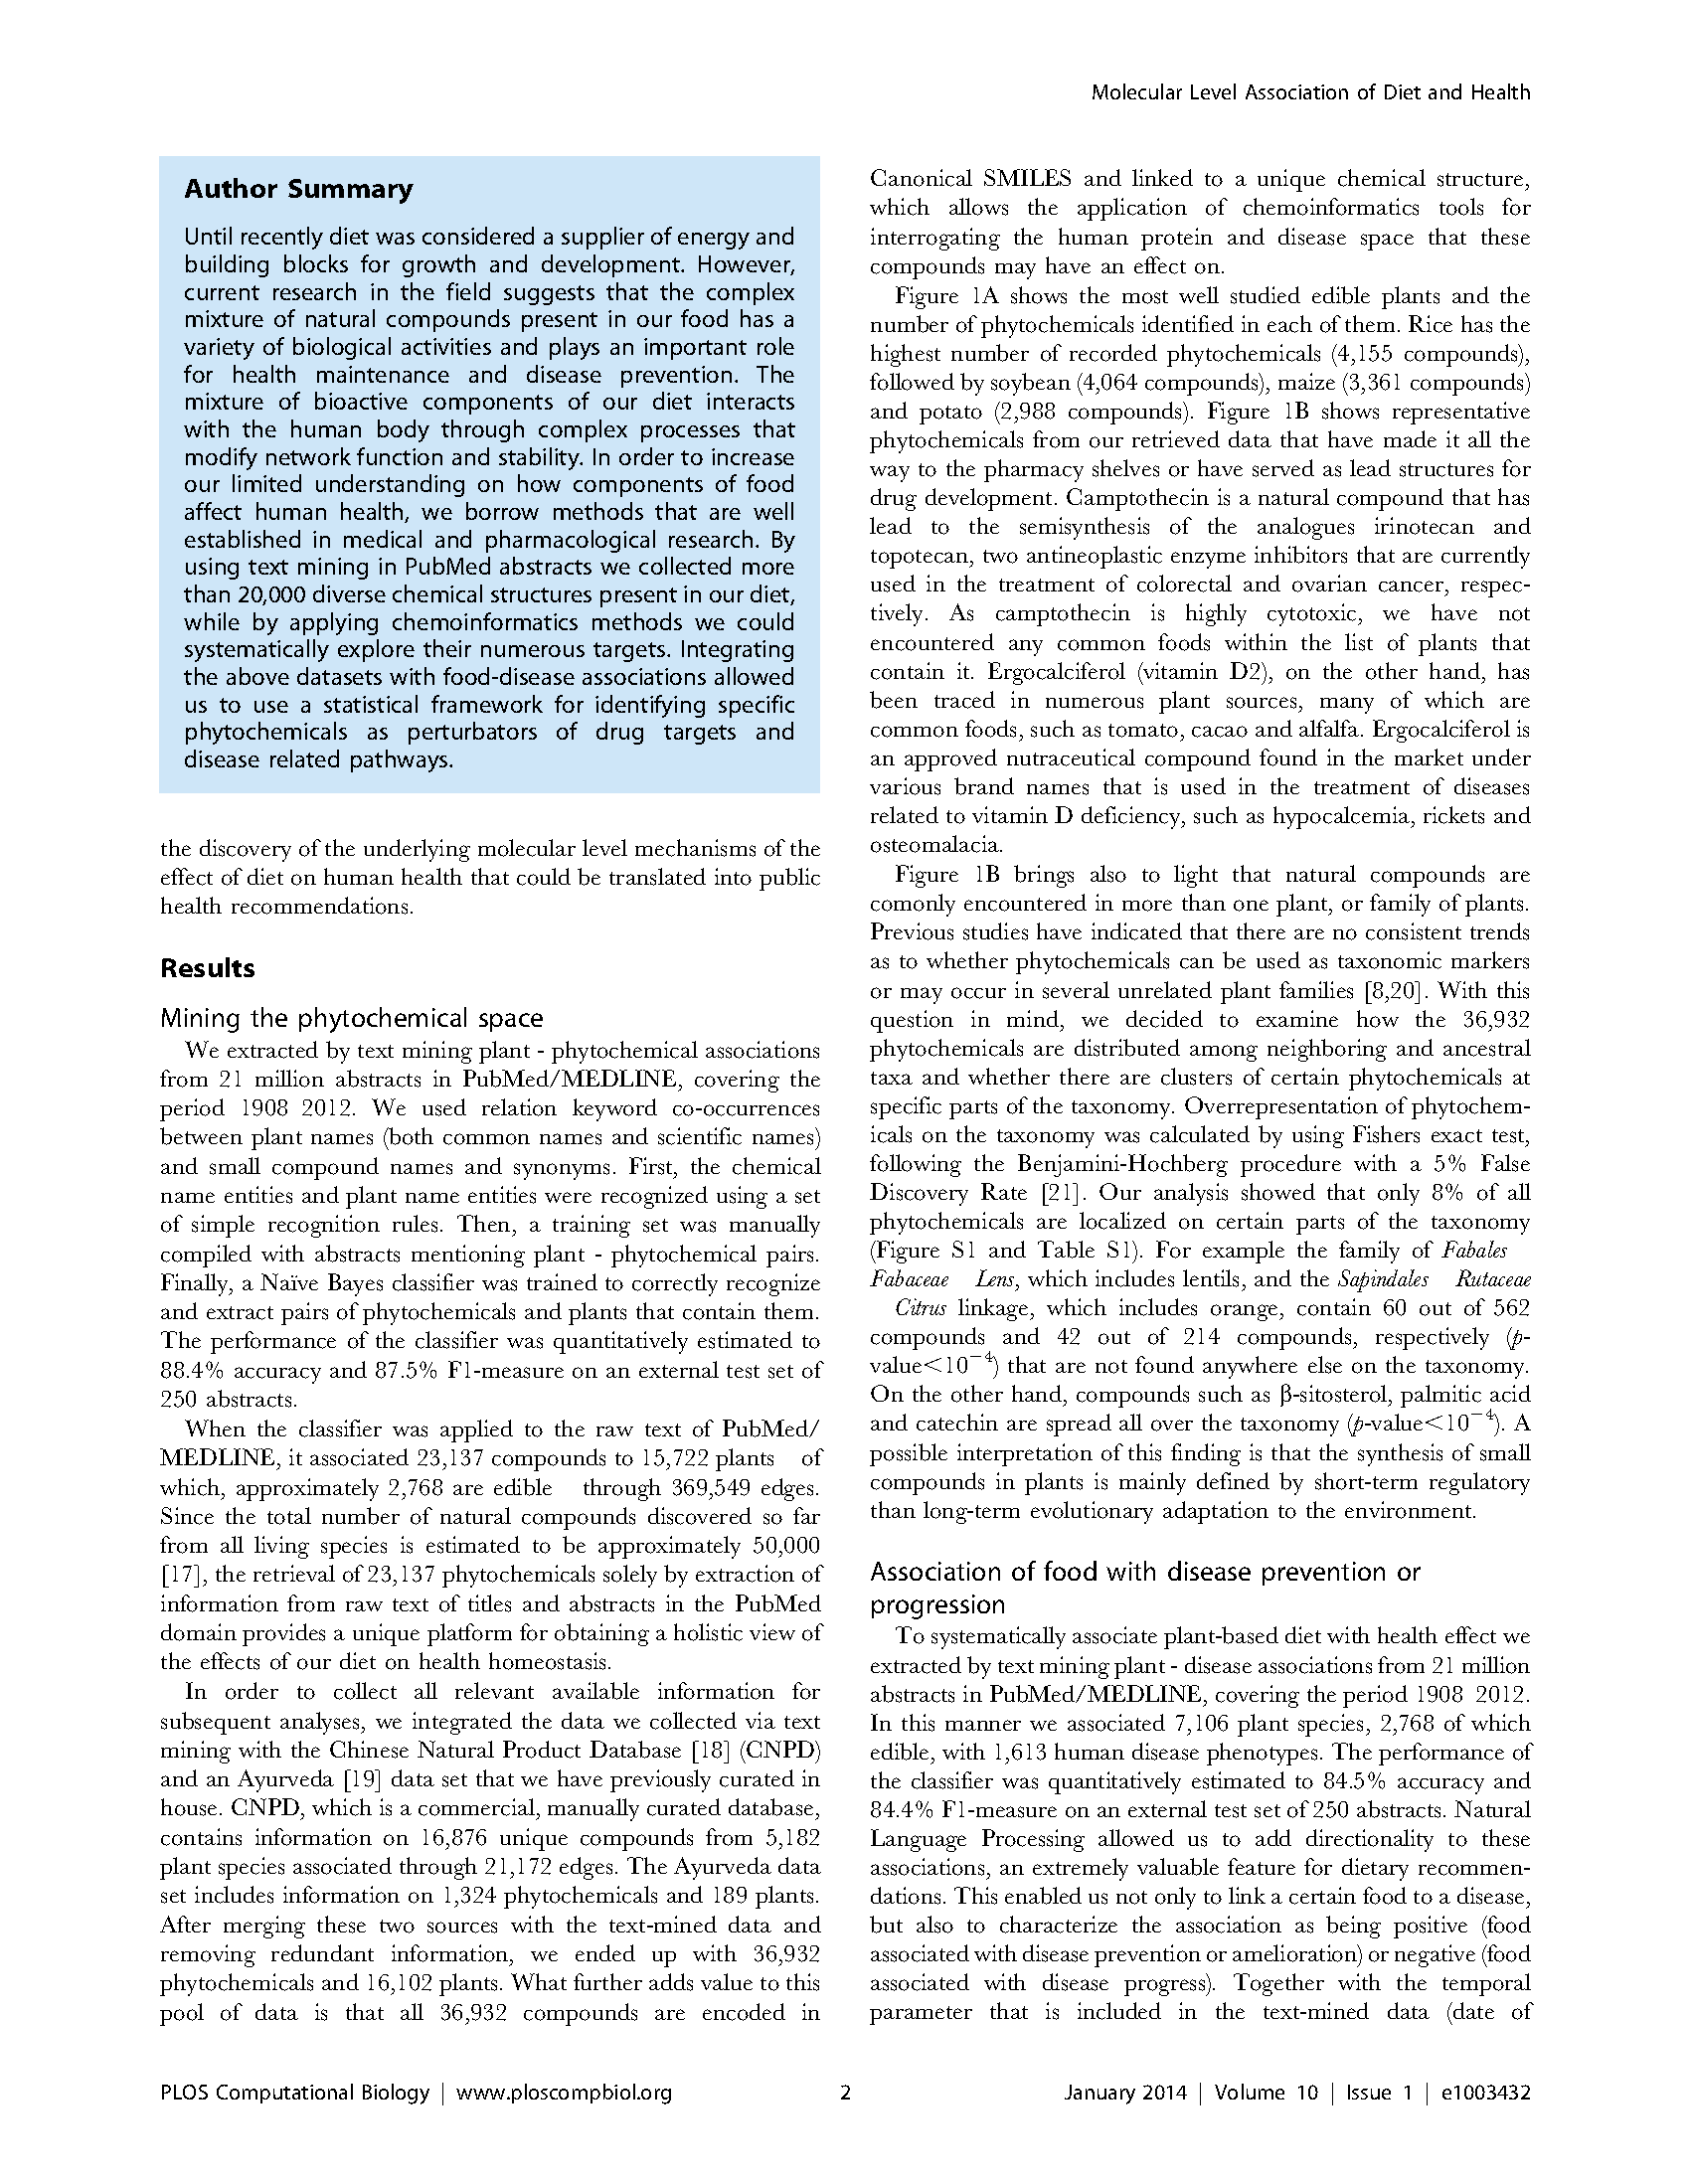 Molecular Level Association of Diet and Health
Author Summary
Until recently diet was considered a supplier of energy and
building blocks for growth and development. However,
current research in the field suggests that the complex
mixture of natural compounds present in our food has a
variety of biological activities and plays an important role
for health maintenance and disease prevention. The
mixture of bioactive components of our diet interacts
with the human body through complex processes that
modify network function and stability. In order to increase
our limited understanding on how components of food
affect human health, we borrow methods that are well
established in medical and pharmacological research. By
using text mining in PubMed abstracts we collected more
than 20,000 diverse chemical structures present in our diet,
while by applying chemoinformatics methods we could
systematically explore their numerous targets. Integrating
the above datasets with food-disease associations allowed
us to use a statistical framework for identifying specific
phytochemicals as perturbators of drug targets and
disease related pathways.
the discovery of the underlying molecular level mechanisms of the
effect of diet on human health that could be translated into public
health recommendations.
Results
Mining the phytochemical space
We extracted by text mining plant - phytochemical associations
from 21 million abstracts in PubMed/MEDLINE, covering the
period 1908 2012. We used relation keyword co-occurrences
between plant names (both common names and scientific names)
and small compound names and synonyms. First, the chemical
name entities and plant name entities were recognized using a set
of simple recognition rules. Then, a training set was manually
compiled with abstracts mentioning plant - phytochemical pairs.
Finally, a Naïve Bayes classifier was trained to correctly recognize
and extract pairs of phytochemicals and plants that contain them.
The performance of the classifier was quantitatively estimated to
88.4% accuracy and 87.5% F1-measure on an external test set of
250 abstracts.
When the classifier was applied to the raw text of PubMed/
MEDLINE, it associated 23,137 compounds to 15,722 plants of
which, approximately 2,768 are edible through 369,549 edges.
Since the total number of natural compounds discovered so far
from all living species is estimated to be approximately 50,000
[17], the retrieval of 23,137 phytochemicals solely by extraction of
information from raw text of titles and abstracts in the PubMed
domain provides a unique platform for obtaining a holistic view of
the effects of our diet on health homeostasis.
In order to collect all relevant available information for
subsequent analyses, we integrated the data we collected via text
mining with the Chinese Natural Product Database [18] (CNPD)
and an Ayurveda [19] data set that we have previously curated in
house. CNPD, which is a commercial, manually curated database,
contains information on 16,876 unique compounds from 5,182
plant species associated through 21,172 edges. The Ayurveda data
set includes information on 1,324 phytochemicals and 189 plants.
After merging these two sources with the text-mined data and
removing redundant information, we ended up with 36,932
phytochemicals and 16,102 plants. What further adds value to this
pool of data is that all 36,932 compounds are encoded in
Canonical SMILES and linked to a unique chemical structure,
which allows the application of chemoinformatics tools for
interrogating the human protein and disease space that these
compounds may have an effect on.
Figure 1A shows the most well studied edible plants and the
number of phytochemicals identified in each of them. Rice has the
highest number of recorded phytochemicals (4,155 compounds),
followed by soybean (4,064 compounds), maize (3,361 compounds)
and potato (2,988 compounds). Figure 1B shows representative
phytochemicals from our retrieved data that have made it all the
way to the pharmacy shelves or have served as lead structures for
drug development. Camptothecin is a natural compound that has
lead to the semisynthesis of the analogues irinotecan and
topotecan, two antineoplastic enzyme inhibitors that are currently
used in the treatment of colorectal and ovarian cancer, respec-
tively. As camptothecin is highly cytotoxic, we have not
encountered any common foods within the list of plants that
contain it. Ergocalciferol (vitamin D2), on the other hand, has
been traced in numerous plant sources, many of which are
common foods, such as tomato, cacao and alfalfa. Ergocalciferol is
an approved nutraceutical compound found in the market under
various brand names that is used in the treatment of diseases
related to vitamin D deficiency, such as hypocalcemia, rickets and
osteomalacia.
Figure 1B brings also to light that natural compounds are
comonly encountered in more than one plant, or family of plants.
Previous studies have indicated that there are no consistent trends
as to whether phytochemicals can be used as taxonomic markers
or may occur in several unrelated plant families [8,20]. With this
question in mind, we decided to examine how the 36,932
phytochemicals are distributed among neighboring and ancestral
taxa and whether there are clusters of certain phytochemicals at
specific parts of the taxonomy. Overrepresentation of phytochem-
icals on the taxonomy was calculated by using Fishers exact test,
following the Benjamini-Hochberg procedure with a 5% False
Discovery Rate [21]. Our analysis showed that only 8% of all
phytochemicals are localized on certain parts of the taxonomy
(Figure S1 and Table S1). For example the family of Fabales
Fabaceae Lens, which includes lentils, and the Sapindales Rutaceae
Citrus linkage, which includes orange, contain 60 out of 562
compounds and 42 out of 214 compounds, respectively (p-
value<10⁻⁴) that are not found anywhere else on the taxonomy.
On the other hand, compounds such as β-sitosterol, palmitic acid
and catechin are spread all over the taxonomy (p-value<10⁻⁴). A
possible interpretation of this finding is that the synthesis of small
compounds in plants is mainly defined by short-term regulatory
than long-term evolutionary adaptation to the environment.
Association of food with disease prevention or
progression
To systematically associate plant-based diet with health effect we
extracted by text mining plant - disease associations from 21 million
abstracts in PubMed/MEDLINE, covering the period 1908 2012.
In this manner we associated 7,106 plant species, 2,768 of which
edible, with 1,613 human disease phenotypes. The performance of
the classifier was quantitatively estimated to 84.5% accuracy and
84.4% F1-measure on an external test set of 250 abstracts. Natural
Language Processing allowed us to add directionality to these
associations, an extremely valuable feature for dietary recommen-
dations. This enabled us not only to link a certain food to a disease,
but also to characterize the association as being positive (food
associated with disease prevention or amelioration) or negative (food
associated with disease progress). Together with the temporal
parameter that is included in the text-mined data (date of
PLOS Computational Biology | www.ploscompbiol.org
2
January 2014 | Volume 10 | Issue 1 | e1003432